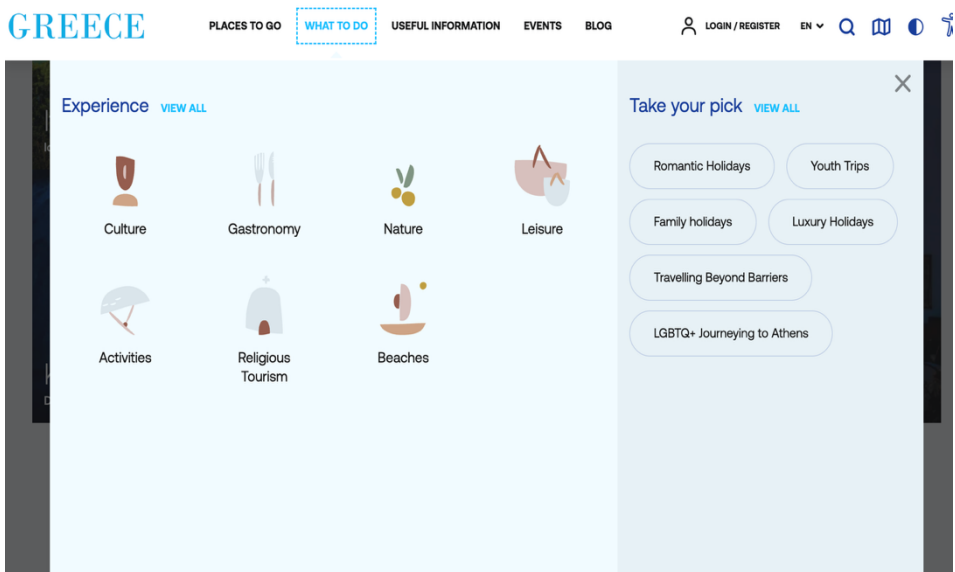 GREECE
PLACES TO GO
WHAT TO DO
USEFUL INFORMATION
EVENTS
BLOG
LOGIN / REGISTER
EN
Experience VIEW ALL
Culture
Gastronomy
Nature
Leisure
Activities
Religious
Tourism
Beaches
Take your pick VIEW ALL
Romantic Holidays
Youth Trips
Family holidays
Luxury Holidays
Travelling Beyond Barriers
LGBTQ+ Journeying to Athens